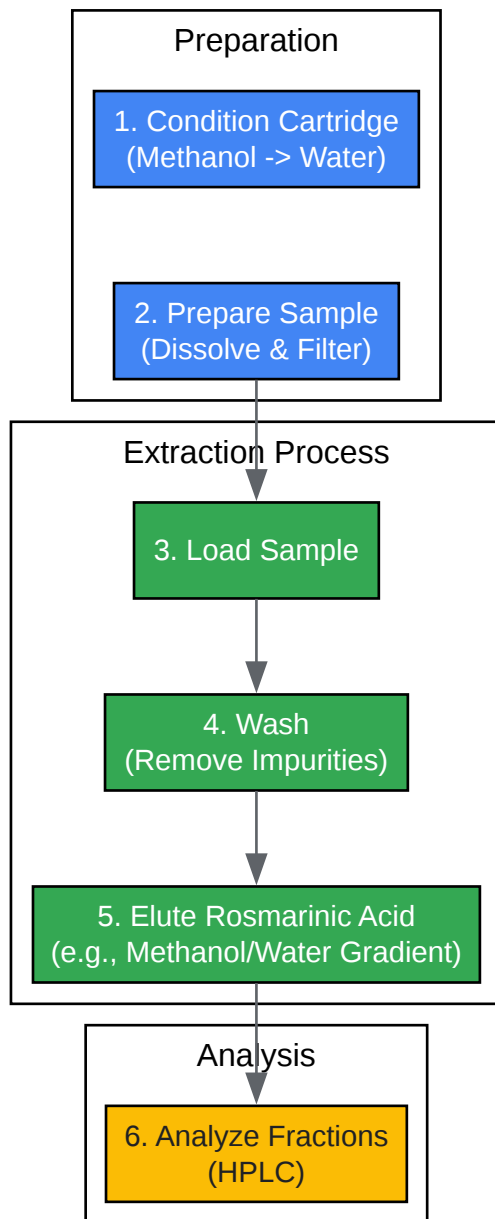 Preparation
1. Condition Cartridge
(Methanol -> Water)
2. Prepare Sample
(Dissolve & Filter)
Extraction Process
3. Load Sample
4. Wash
(Remove Impurities)
5. Elute Rosmarinic Acid
(e.g., Methanol/Water Gradient)
Analysis
6. Analyze Fractions
(HPLC)